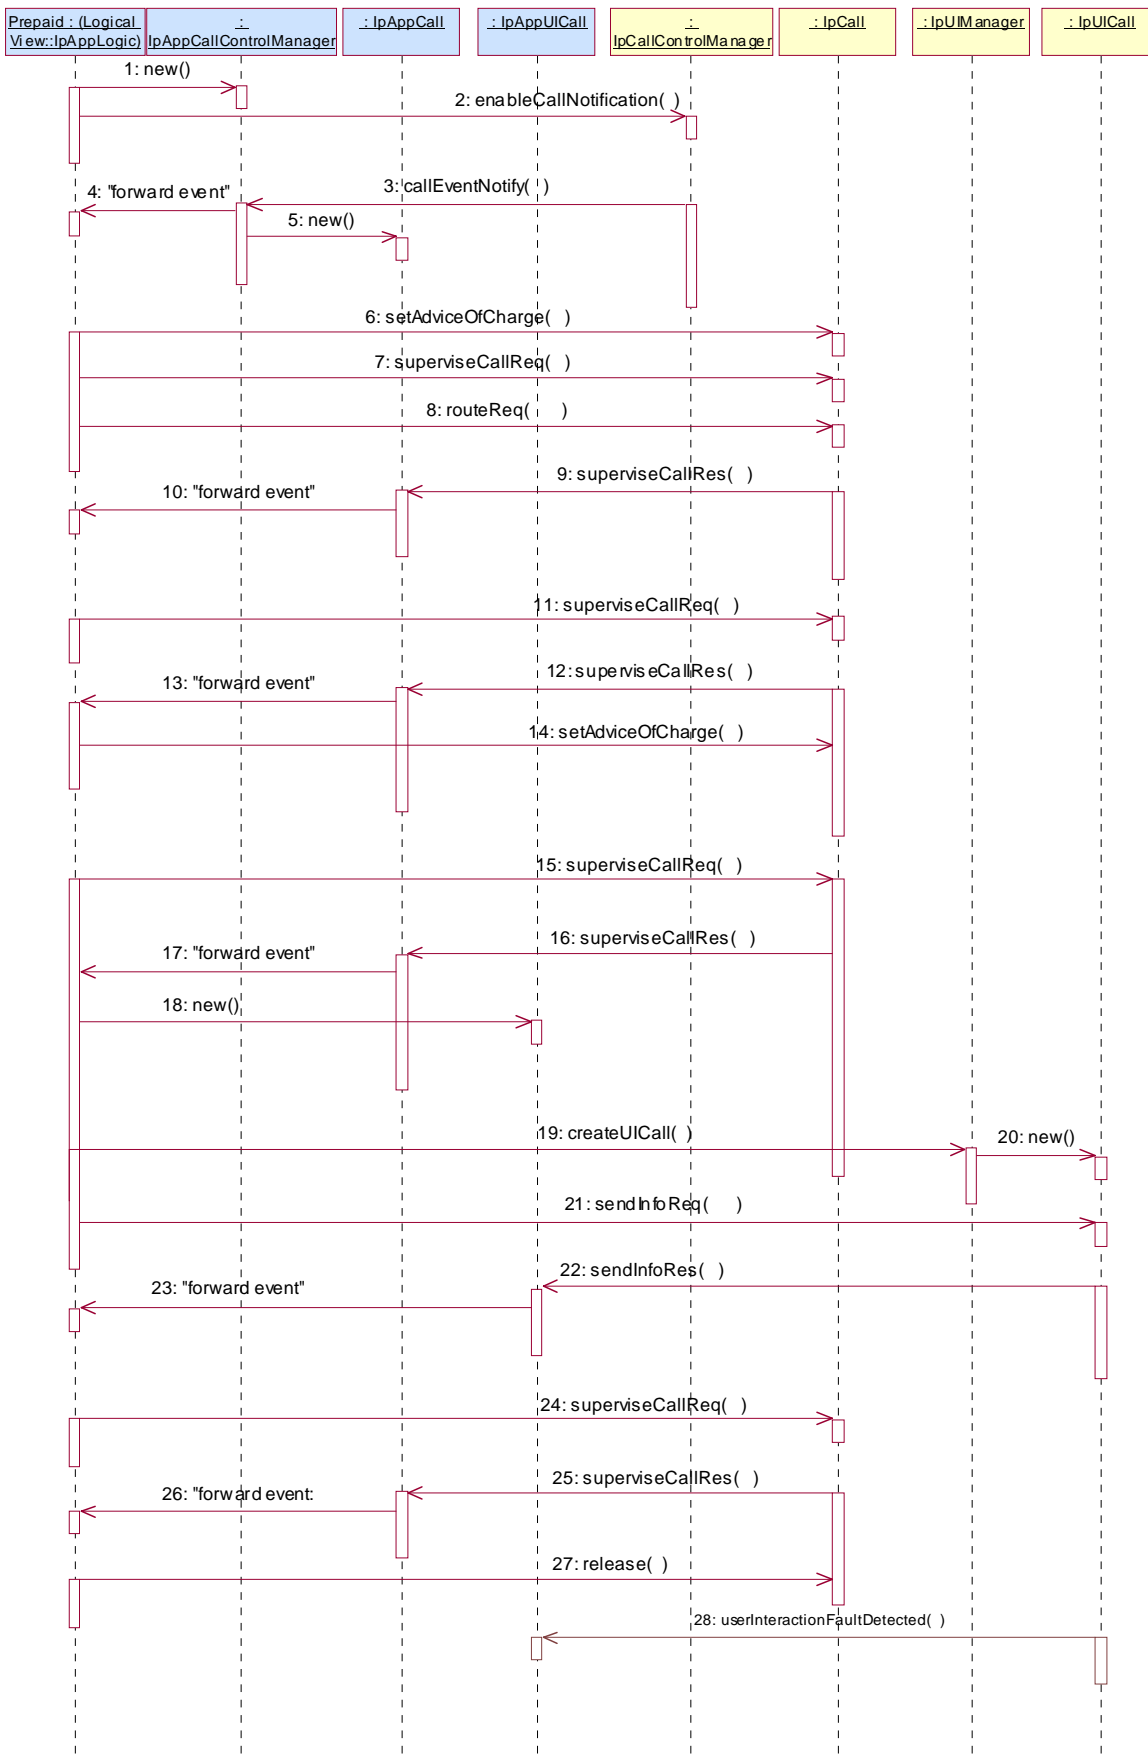 Prepaid : (Logical
View::IpAppLogic)
:
IpAppCallControlManager
: IpAppCall
: IpAppUICall
:
IpCallControlManager
: IpCall
: IpUIManager
: IpUICall
1: new()
2: enableCallNotification( )
3: callEventNotify( )
4: "forward event"
5: new()
6: setAdviceOfCharge( )
7: superviseCallReq( )
8: routeReq( )
9: superviseCallRes( )
10: "forward event"
11: superviseCallReq( )
12: superviseCallRes( )
13: "forward event"
14: setAdviceOfCharge( )
15: superviseCallReq( )
16: superviseCallRes( )
17: "forward event"
18: new()
19: createUICall( )
20: new()
21: sendInfoReq( )
22: sendInfoRes( )
23: "forward event"
24: superviseCallReq( )
25: superviseCallRes( )
26: "forward event:
27: release( )
28: userInteractionFaultDetected( )